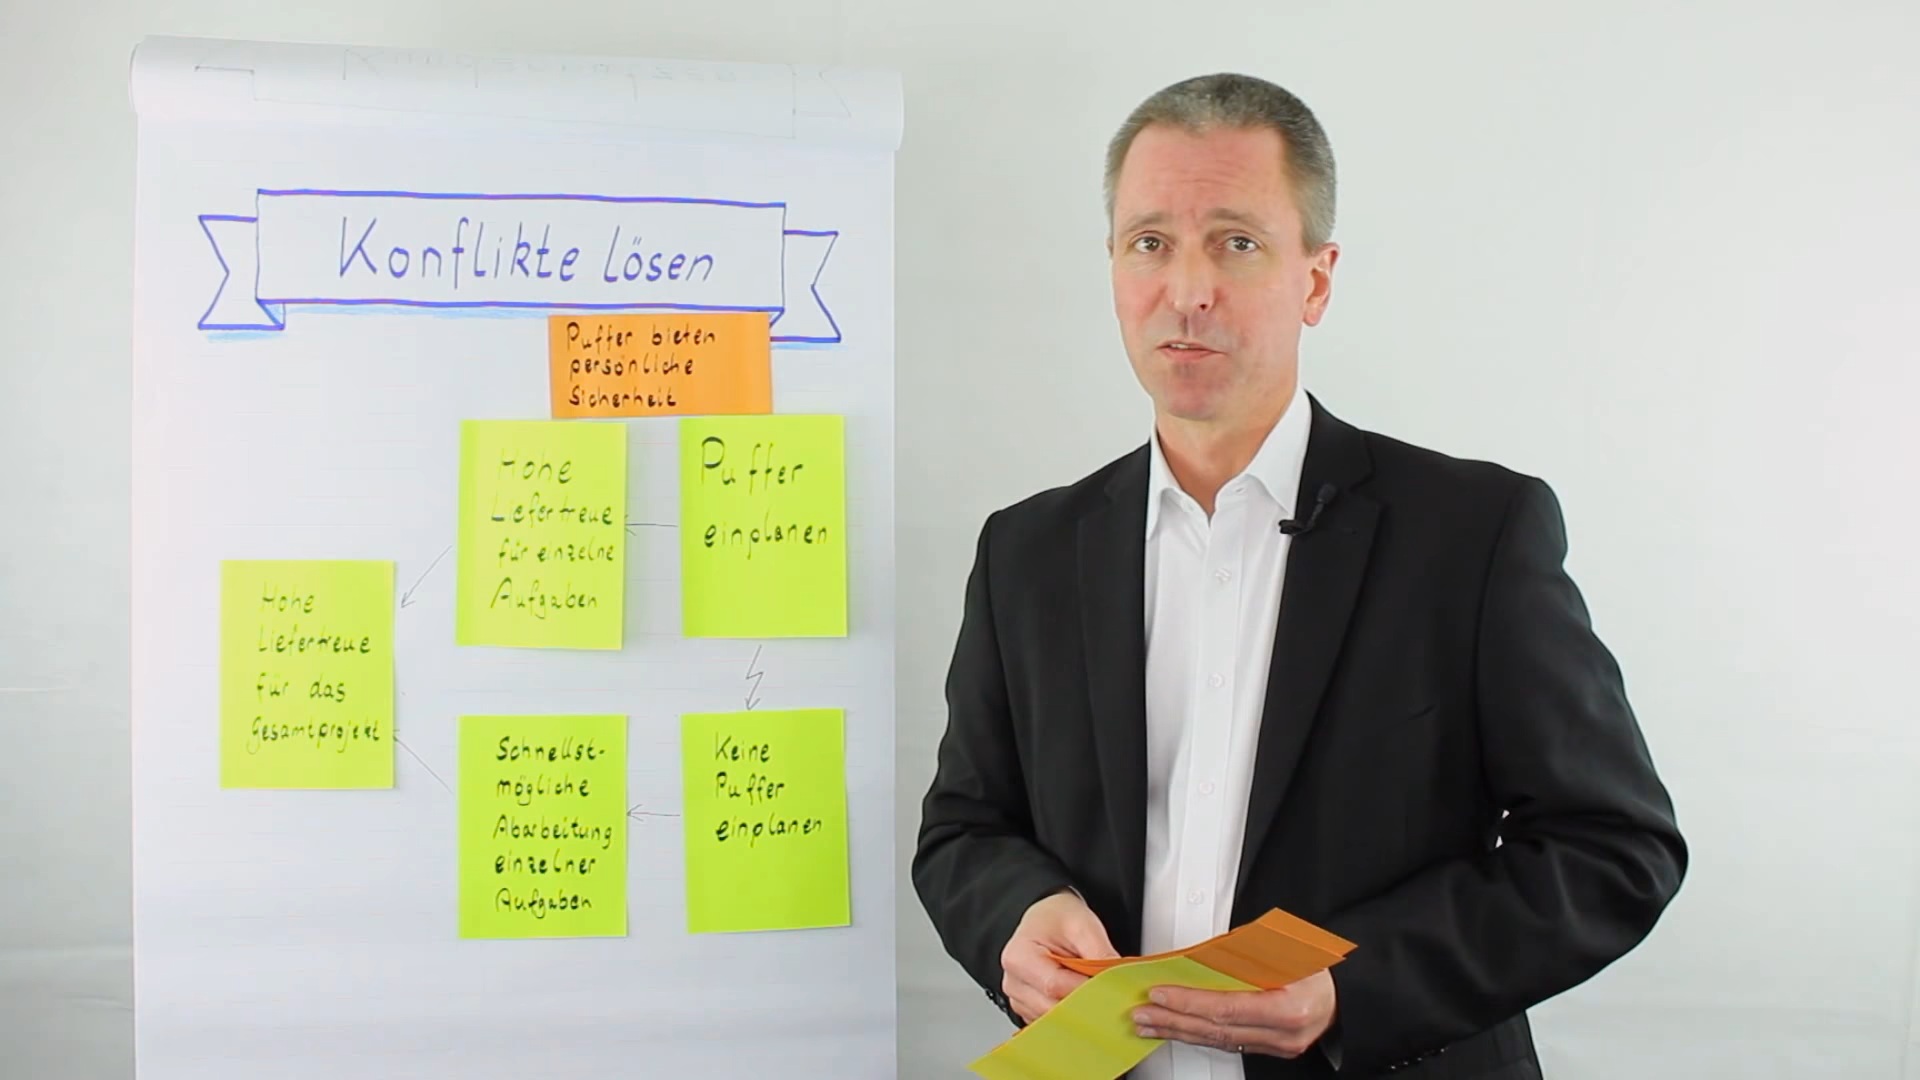 Konflikte lösen
Puffer bieten
persönliche
Sicherheit
Hohe
Liefertreue
für einzelne
Aufgaben
Puffer
einplanen
Hohe
Liefertreue
für das
Gesamtprojekt
Schnellst-
mögliche
Abarbeitung
einzelner
Aufgaben
Keine
Puffer
einplanen